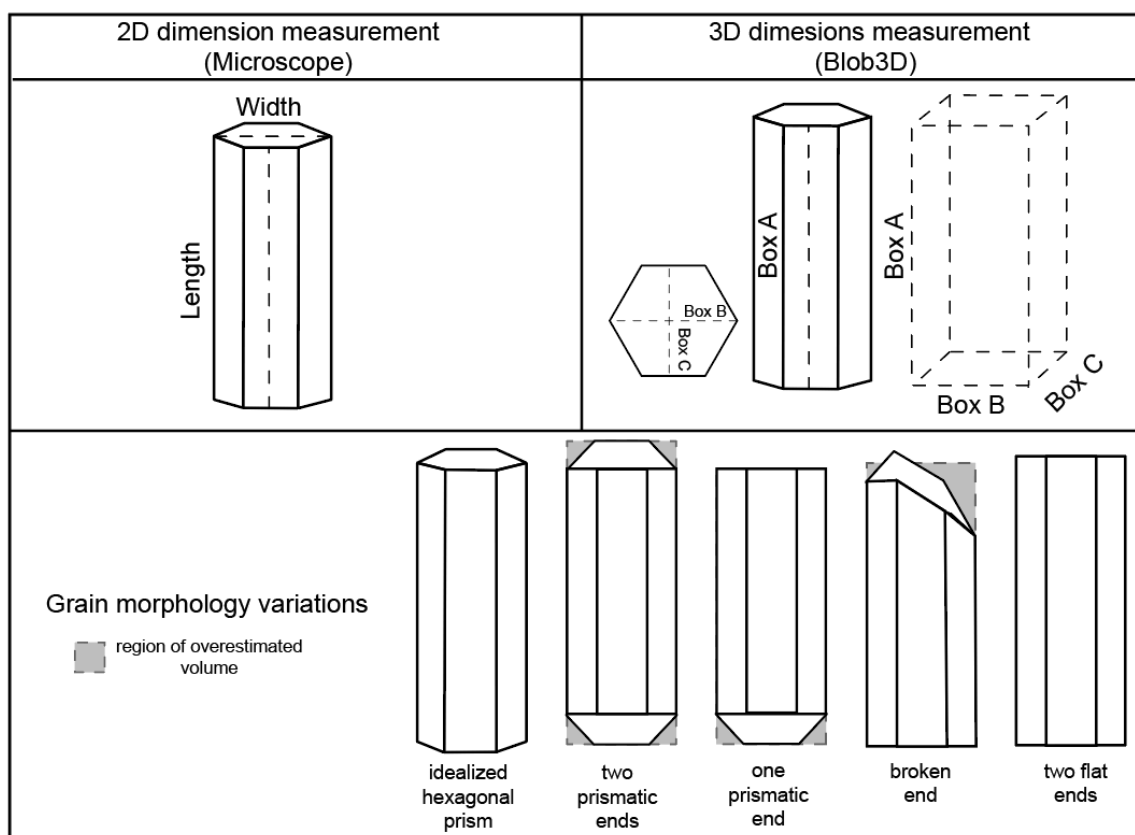 2D dimension measurement
(Microscope)
3D dimesions measurement
(Blob3D)
Width
Length
Box B
Box C
Box A
Box A
Box B
Box C
Grain morphology variations
region of overestimated
volume
idealized
hexagonal
prism
two
prismatic
ends
one
prismatic
end
broken
end
two flat
ends